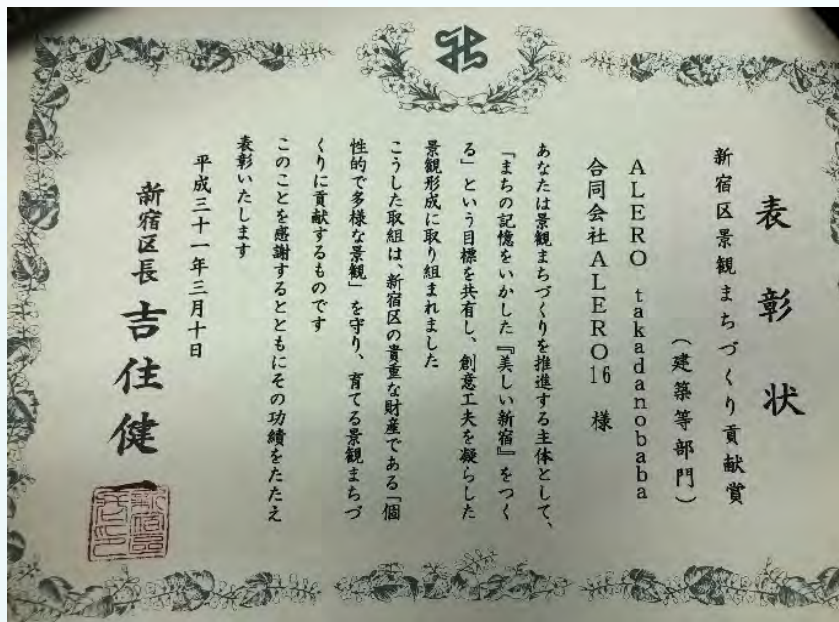 表彰状
新宿区景観まちづくり貢献賞
（建築等部門）
ALERO takadanobaba
合同会社ALERO16 様
あなたは景観まちづくりを推進する主体として、
「まちの記憶をいかした『美しい新宿』をつく
る」という目標を共有し、創意工夫を凝らした
景観形成に取り組まれました
こうした取組は、新宿区の貴重な財産である「個
性的で多様な景観」を守り、育てる景観まちづ
くりに貢献するものです
このことを感謝するとともにその功績をたたえ
表彰いたします
平成三十一年三月十日
新宿区長 吉住健一